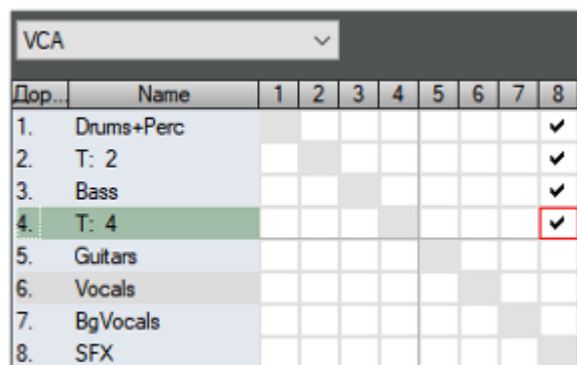 VCA
Дор... Name 1 2 3 4 5 6 7 8
1. Drums+Perc ✔
2. T: 2 ✔
3. Bass ✔
4. T: 4 ✔
5. Guitars
6. Vocals
7. BgVocals
8. SFX